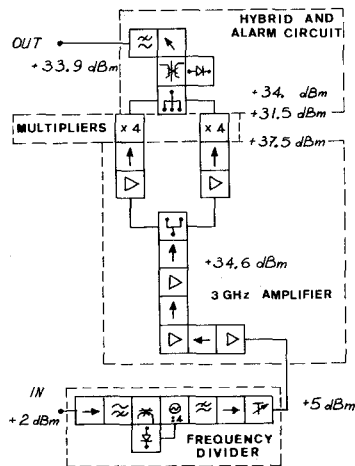 HYBRID AND
ALARM CIRCUIT
OUT
+33.9 dBm
+34. dBm
+31.5 dBm
MULTIPLIERS
x 4
x 4
+37.5 dBm
+34.6 dBm
3 GHz AMPLIFIER
IN
+2 dBm
:4
+5 dBm
FREQUENCY
DIVIDER